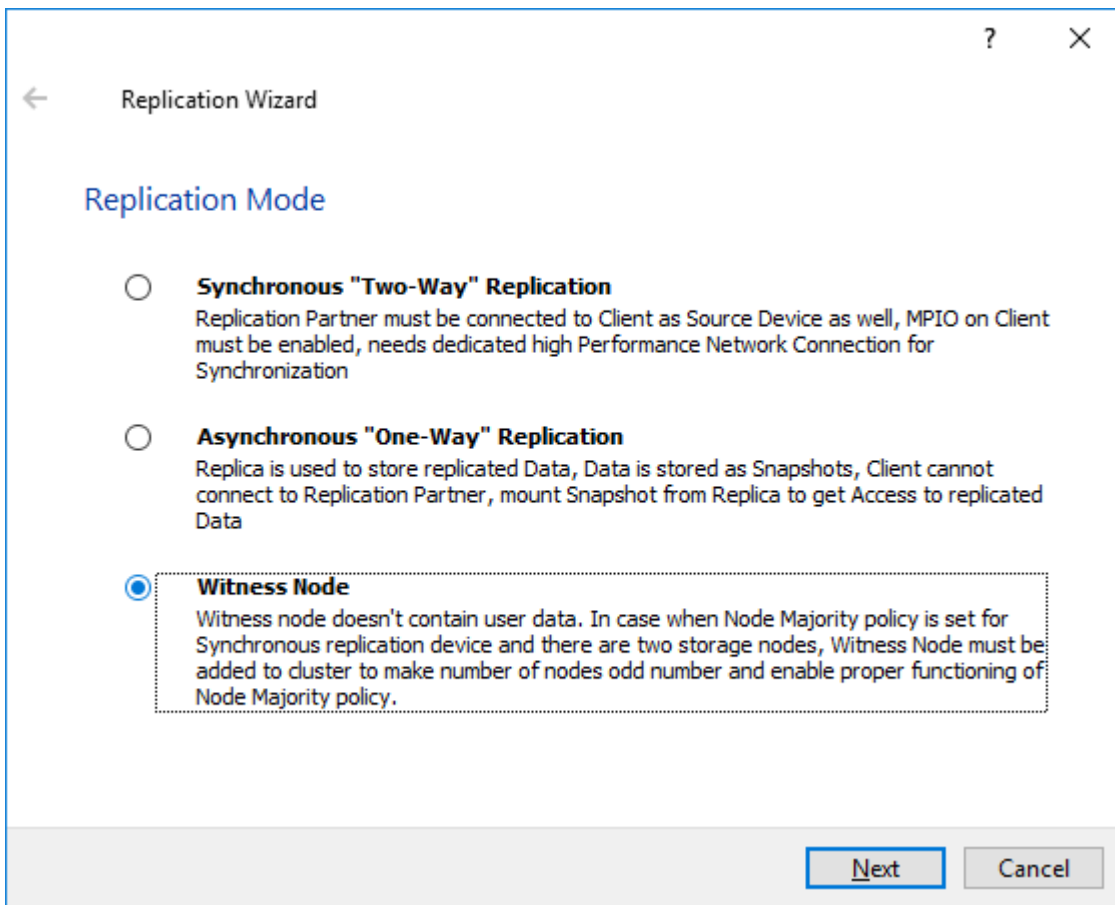 ?
Replication Wizard
Replication Mode
Synchronous "Two-Way" Replication
Replication Partner must be connected to Client as Source Device as well, MPIO on Client
must be enabled, needs dedicated high Performance Network Connection for
Synchronization
Asynchronous "One-Way" Replication
Replica is used to store replicated Data, Data is stored as Snapshots, Client cannot
connect to Replication Partner, mount Snapshot from Replica to get Access to replicated
Data
Witness Node
Witness node doesn't contain user data. In case when Node Majority policy is set for
Synchronous replication device and there are two storage nodes, Witness Node must be
added to cluster to make number of nodes odd number and enable proper functioning of
Node Majority policy.
Next Cancel